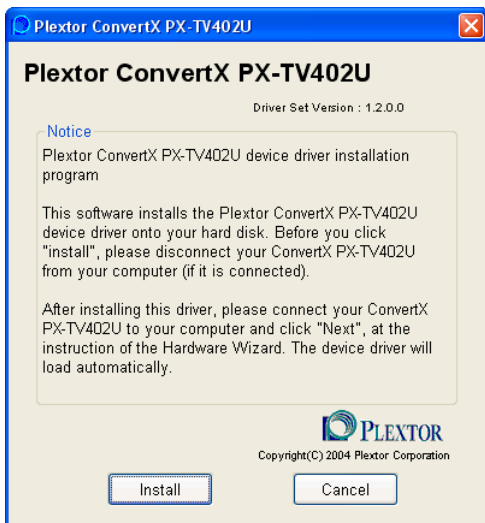 Plextor ConvertX PX-TV402U
Plextor ConvertX PX-TV402U
Driver Set Version : 1.2.0.0
Notice
Plextor ConvertX PX-TV402U device driver installation
program
This software installs the Plextor ConvertX PX-TV402U
device driver onto your hard disk. Before you click
"install", please disconnect your ConvertX PX-TV402U
from your computer (if it is connected).
After installing this driver, please connect your ConvertX
PX-TV402U to your computer and click "Next", at the
instruction of the Hardware Wizard. The device driver will
load automatically.
PLEXTOR
Copyright(C) 2004 Plextor Corporation
Install
Cancel